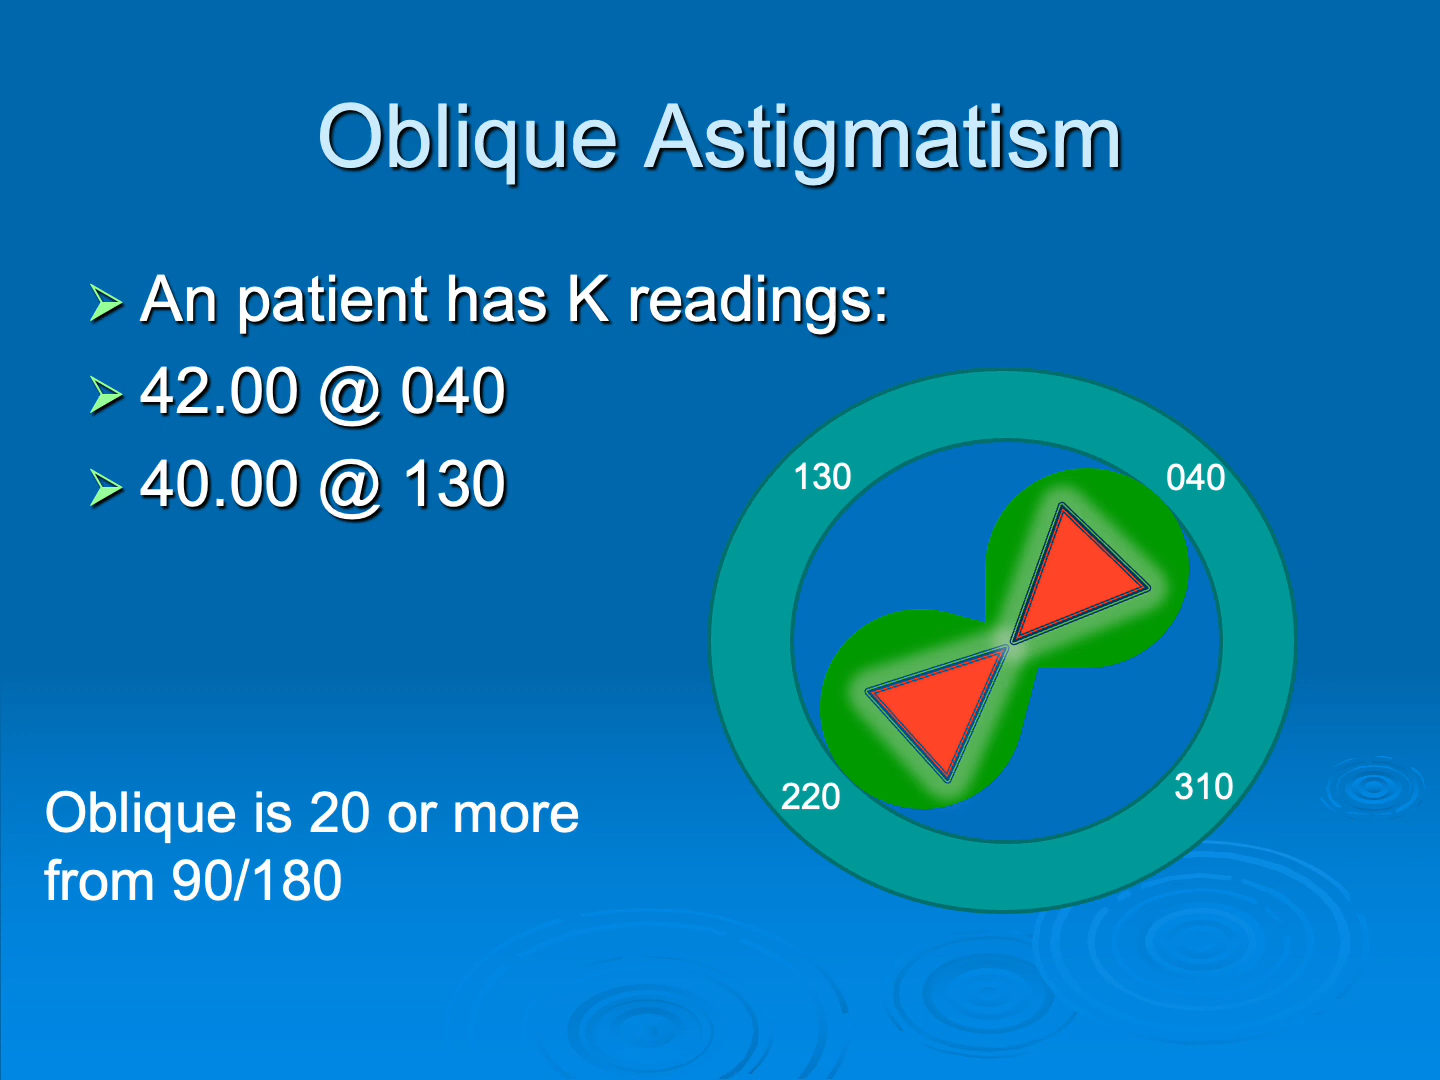 Oblique Astigmatism
An patient has K readings:
42.00 @ 040
40.00 @ 130
130
040
220
310
Oblique is 20 or more
from 90/180